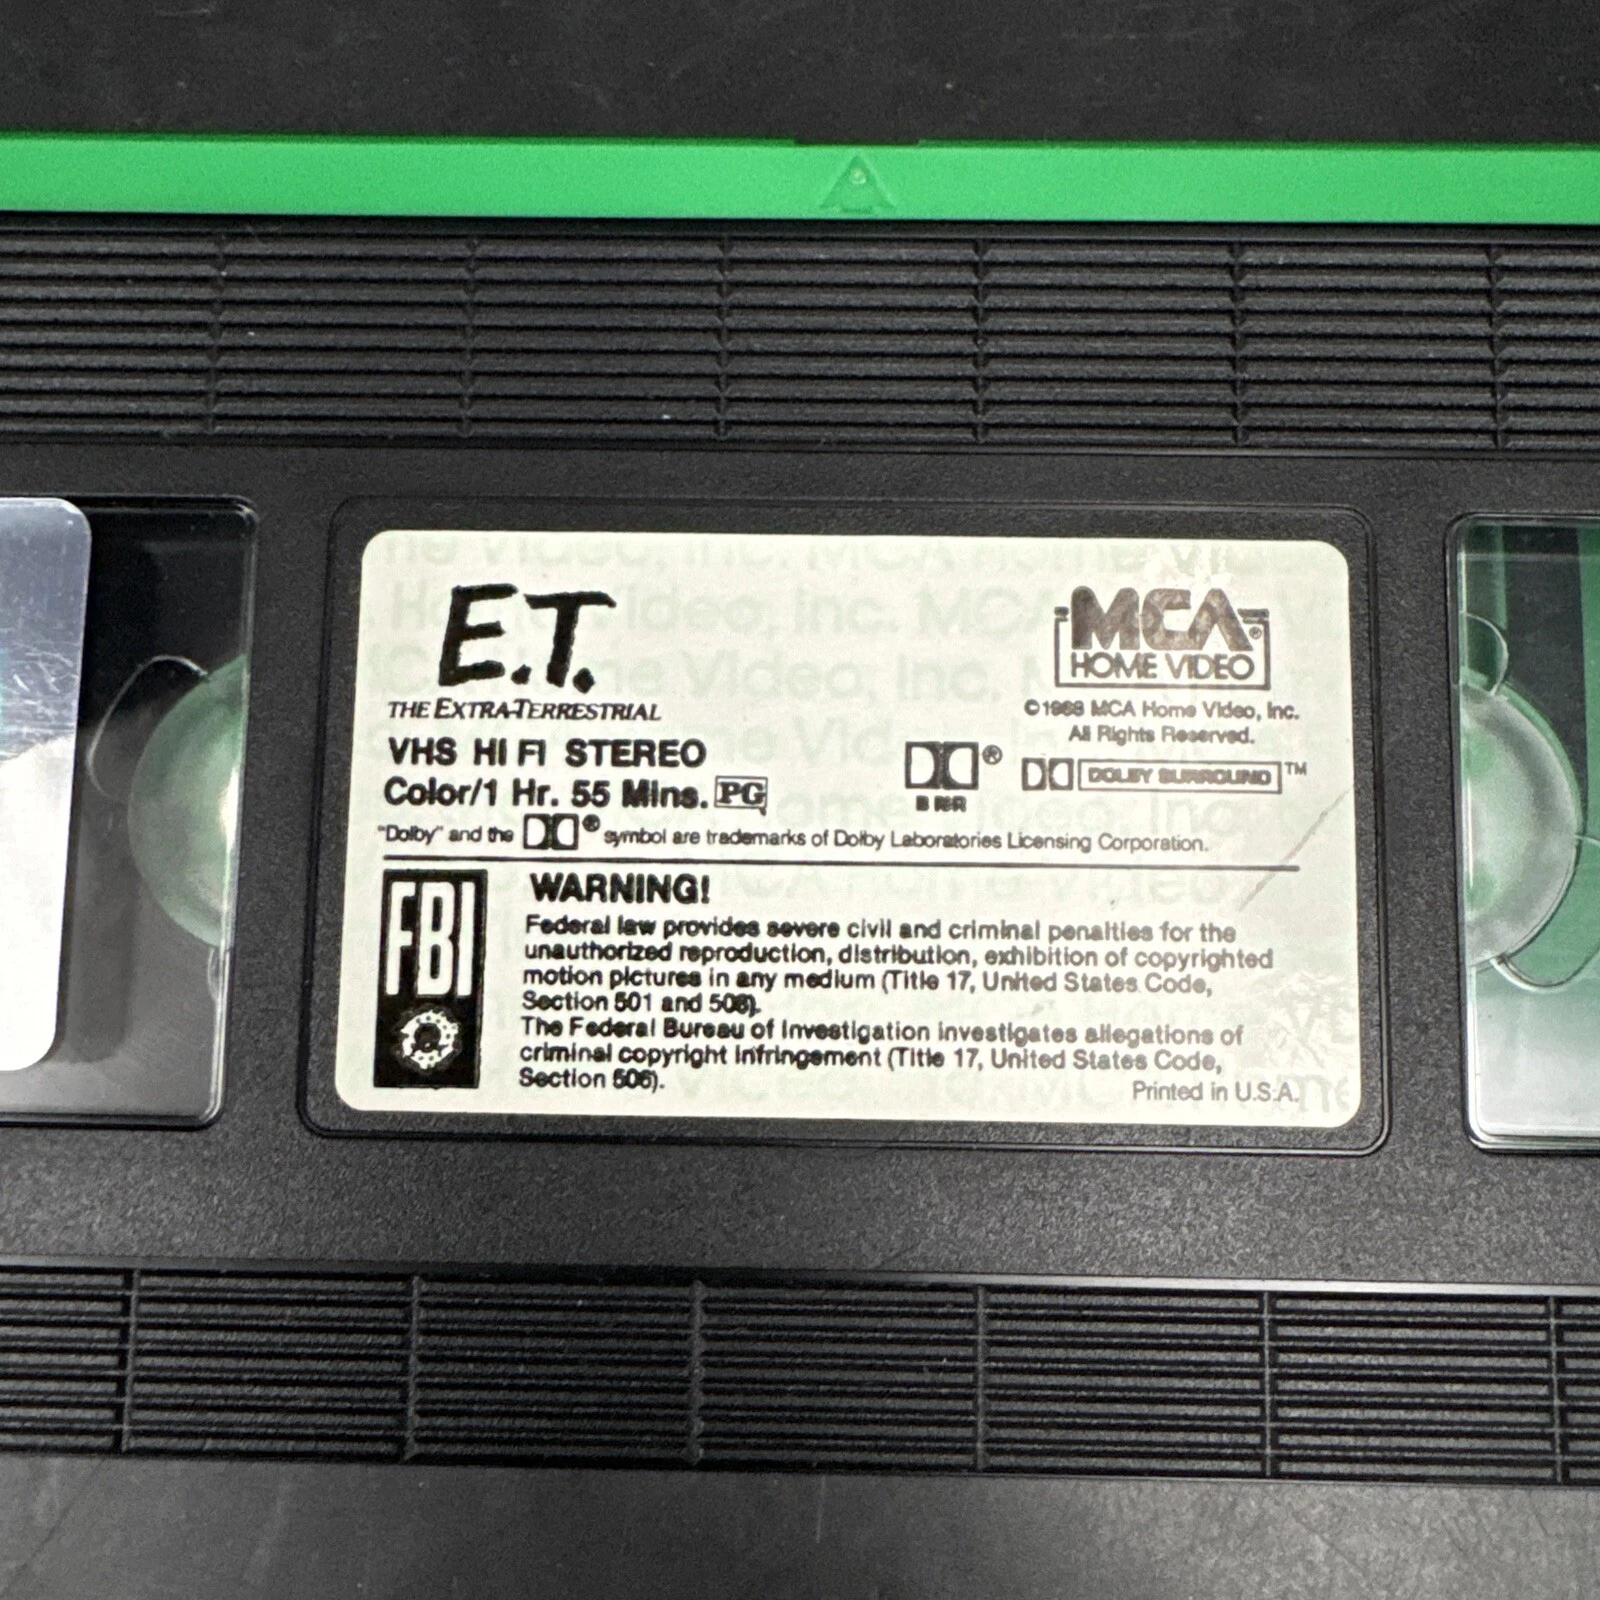 E.T.
THE EXTRA-TERRESTRIAL
VHS HI FI STEREO
Color/1 Hr. 55 Mins. PG
MCA®
HOME VIDEO
©1988 MCA Home Video, Inc.
All Rights Reserved.
®
B NR
DOLBY SURROUND™
"Dolby" and the ® symbol are trademarks of Dolby Laboratories Licensing Corporation.
FBI
WARNING!
Federal law provides severe civil and criminal penalties for the
unauthorized reproduction, distribution, exhibition of copyrighted
motion pictures in any medium (Title 17, United States Code,
Section 501 and 506).
The Federal Bureau of Investigation investigates allegations of
criminal copyright infringement (Title 17, United States Code,
Section 506).
Printed in U.S.A.